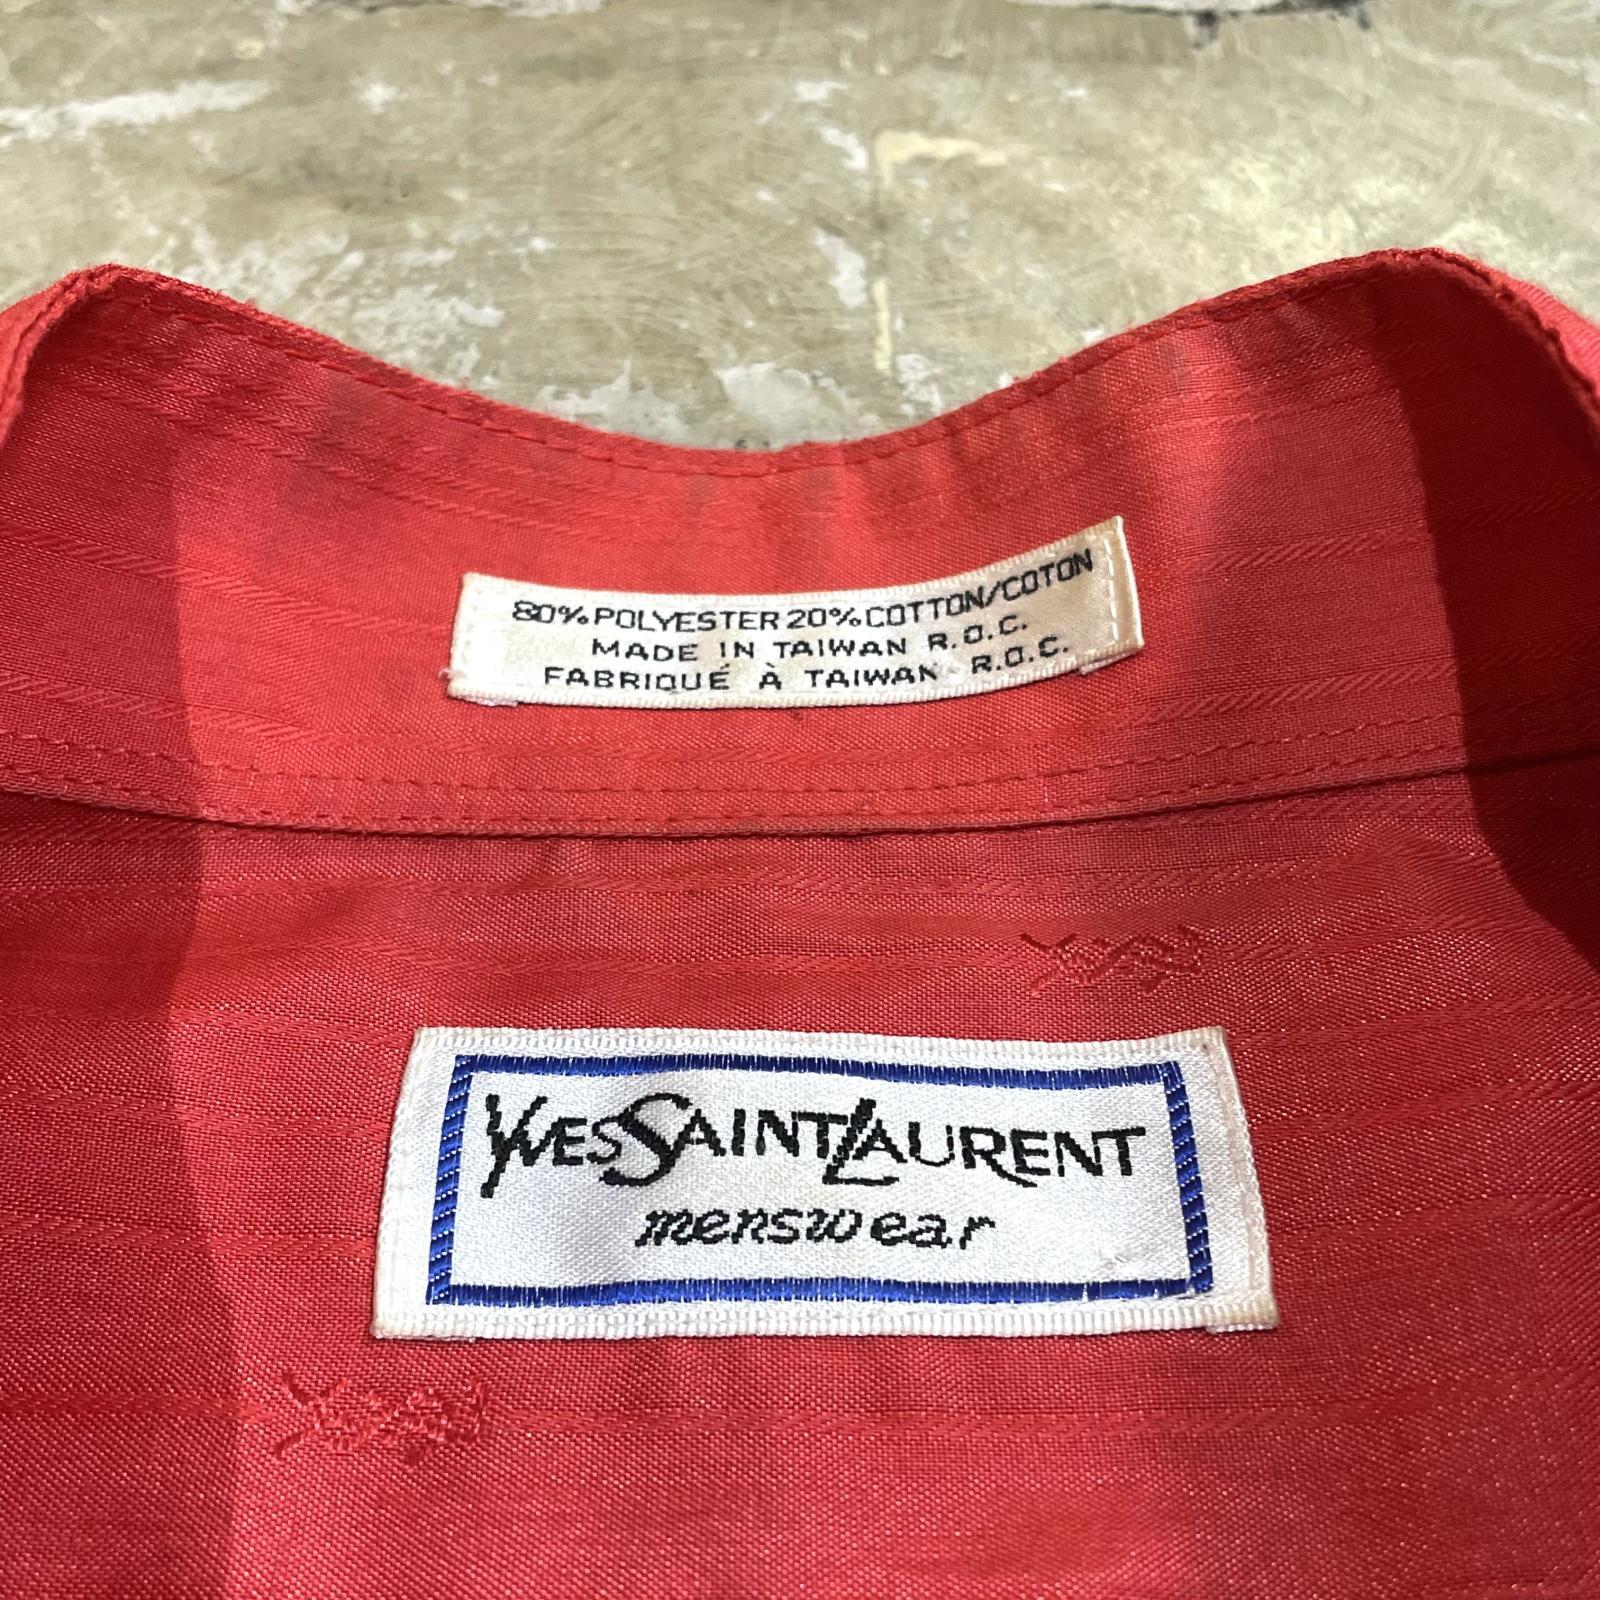 80% POLYESTER 20% COTTON/COTON
MADE IN TAIWAN R.O.C.
FABRIQUÉ À TAIWAN R.O.C.
YVES SAINT LAURENT
menswear